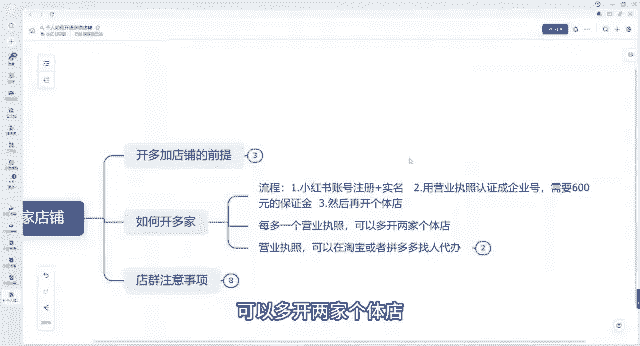 开多加店铺的前提
3
流程：1.小红书账号注册+实名 2.用营业执照认证成企业号，需要600
元的保证金 3.然后再开个体店
家店铺
如何开多家
每多一个营业执照，可以多开两家个体店
营业执照，可以在淘宝或者拼多多找人代办
2
店群注意事项
8
可以多开两家个体店